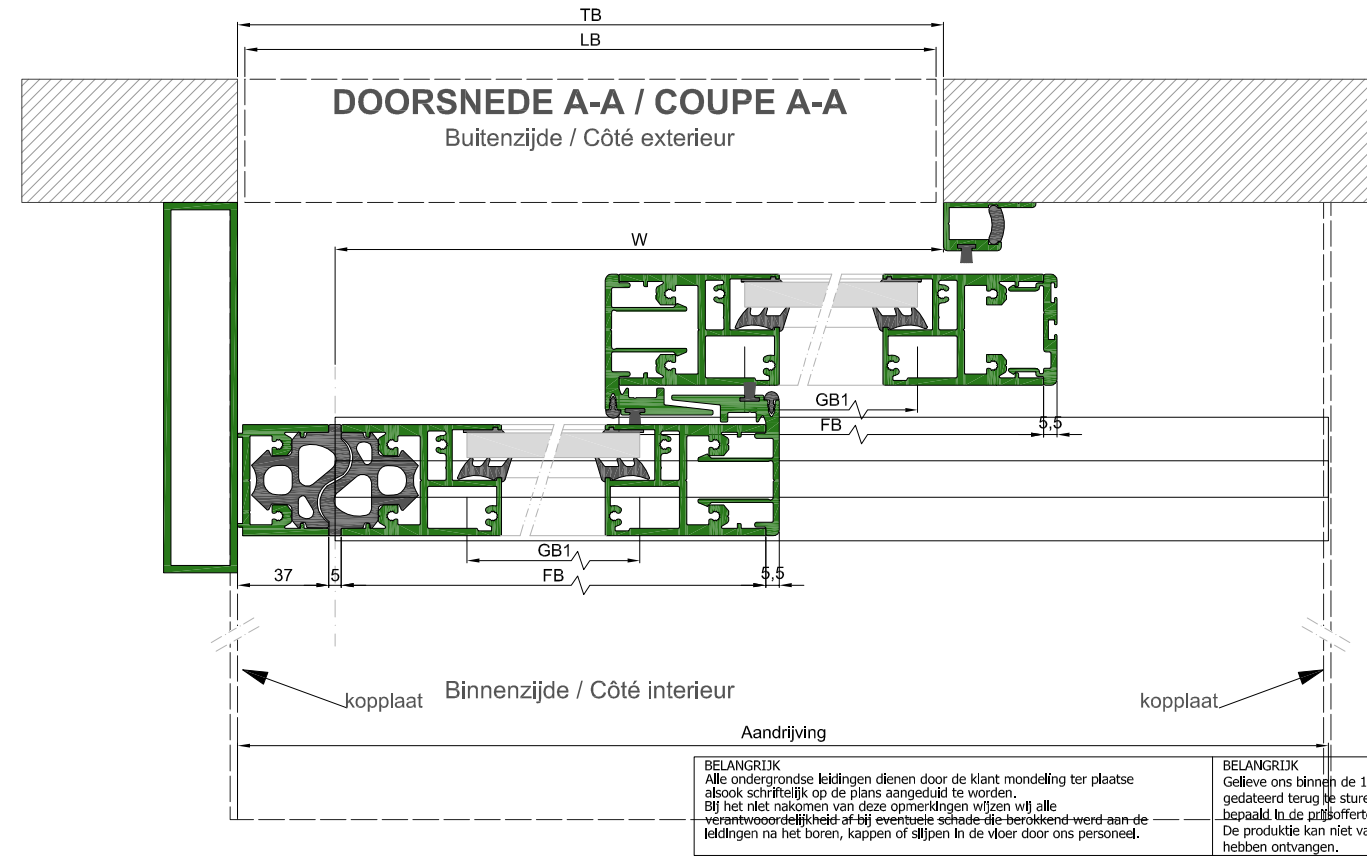 TB
LB
DOORSNEDE A-A / COUPE A-A
Buitenzijde / Côté exterieur
W
GB1
FB
5,5
GB1
37
5
FB
5,5
kopplaat
Binnenzijde / Côté interieur
kopplaat
Aandrijving
BELANGRIJK
Alle ondergrondse leidingen dienen door de klant mondeling ter plaatse
alsook schriftelijk op de plans aangeduid te worden.
Bij het niet nakomen van deze opmerkingen wijzen wij alle
verantwooordelijkheid af bij eventuele schade die berokkend werd aan de
leidingen na het boren, kappen of slijpen in de vloer door ons personeel.
BELANGRIJK
Gelieve ons binnen de 1
gedateerd terug te sture
bepaald in de prijsofferte
De produktie kan niet va
hebben ontvangen.